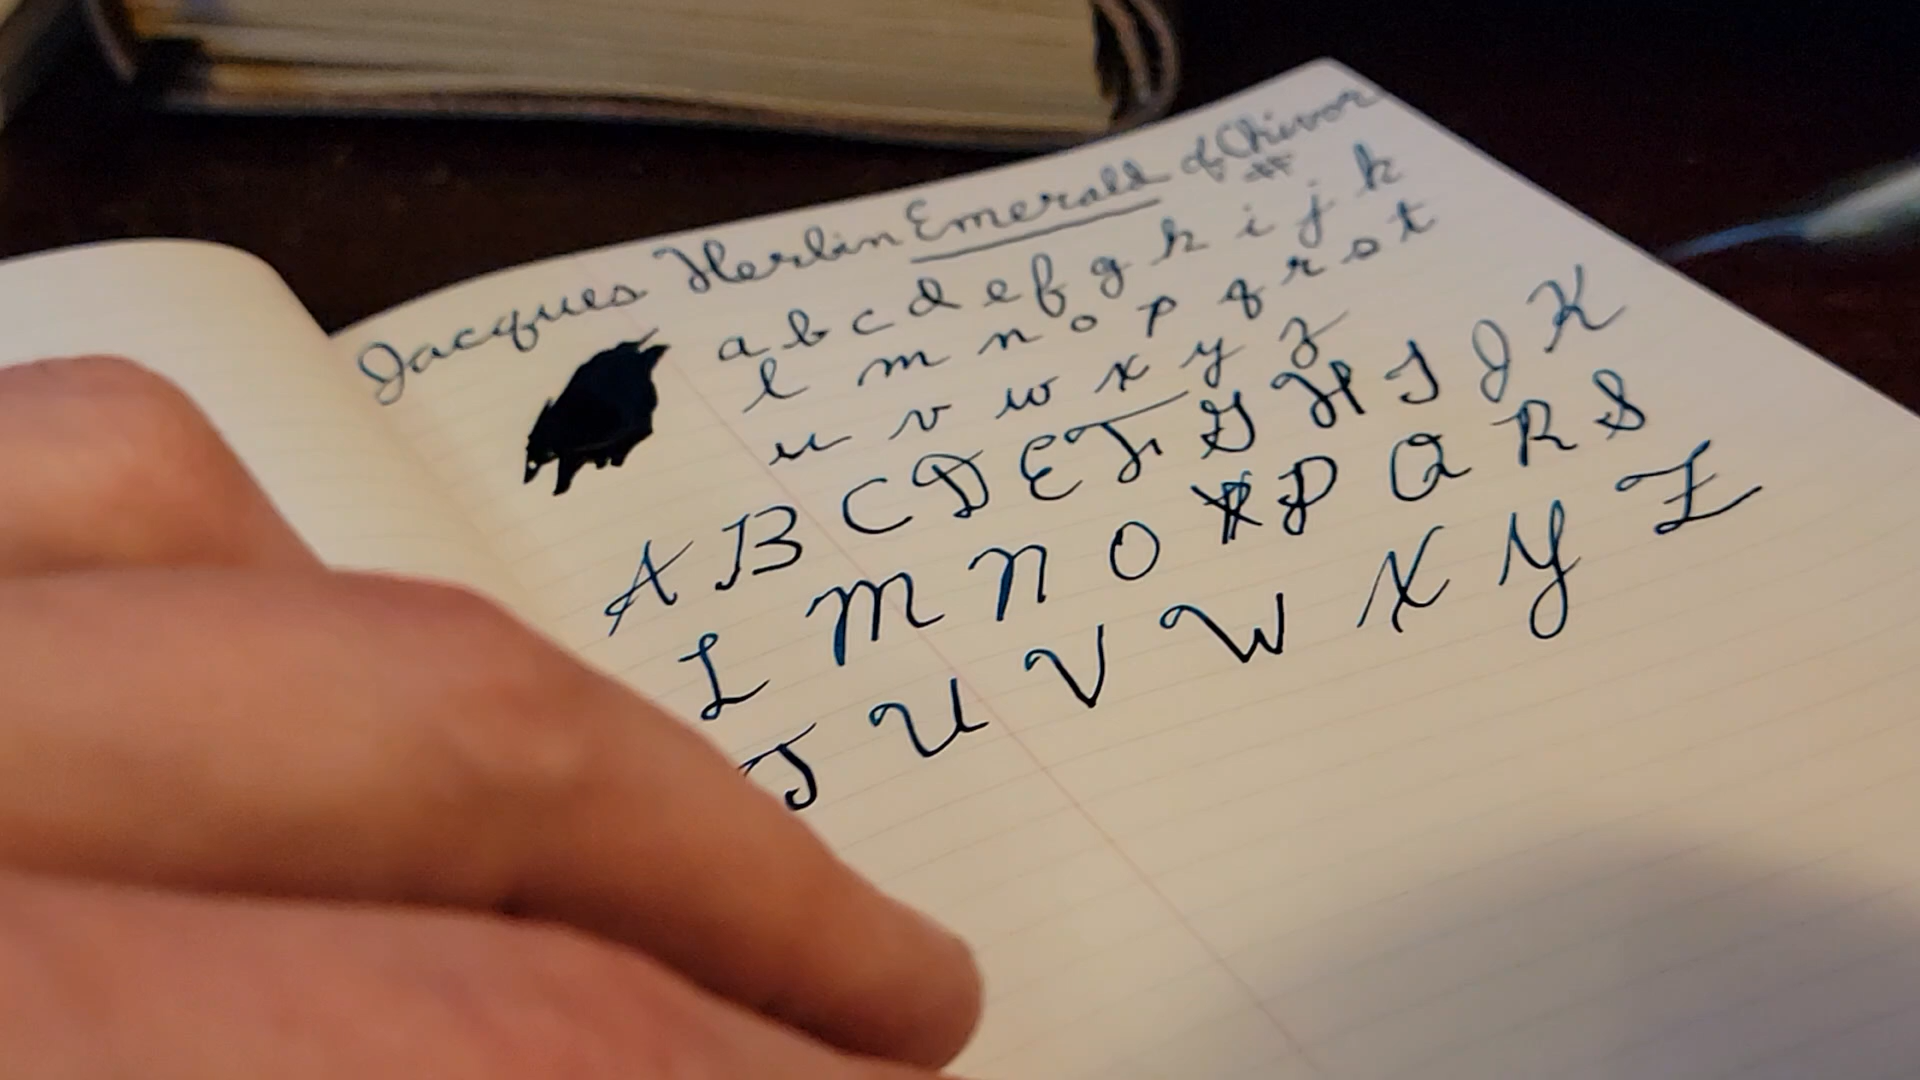 Jacques Herbin Emerald of Chivor
a b c d e f g h i j k
l m n o p q r s t
u v w x y z
A B C D E F G H I J K
L M N O P Q R S
T U V W X Y Z